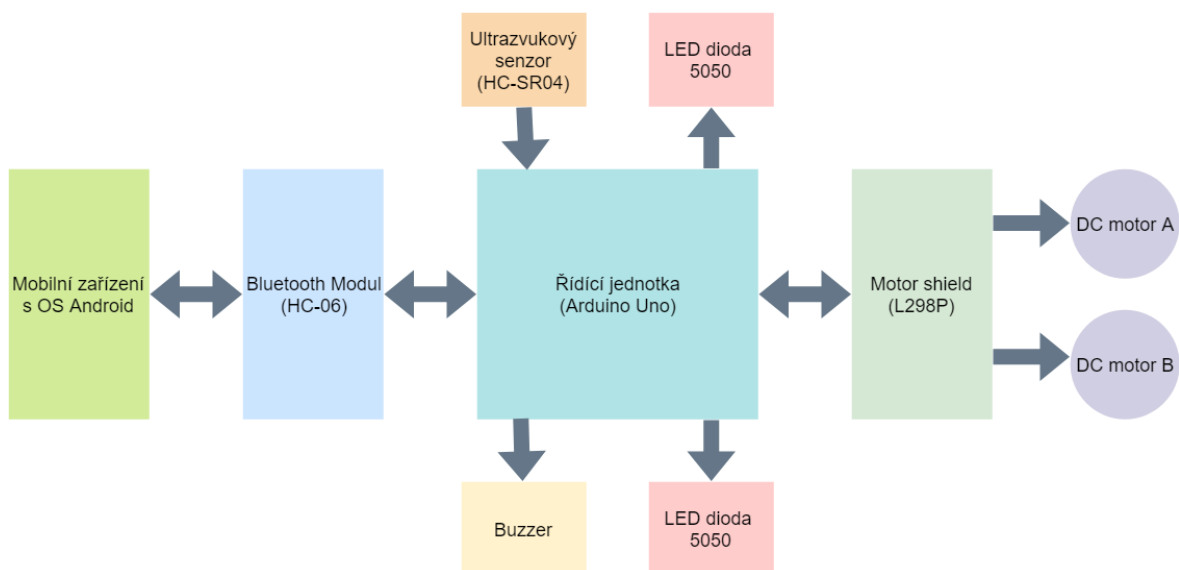 Ultrazvukový
senzor
(HC-SR04)
LED dioda
5050
Mobilní zařízení
s OS Android
Bluetooth Modul
(HC-06)
Řídící jednotka
(Arduino Uno)
Motor shield
(L298P)
DC motor A
DC motor B
Buzzer
LED dioda
5050